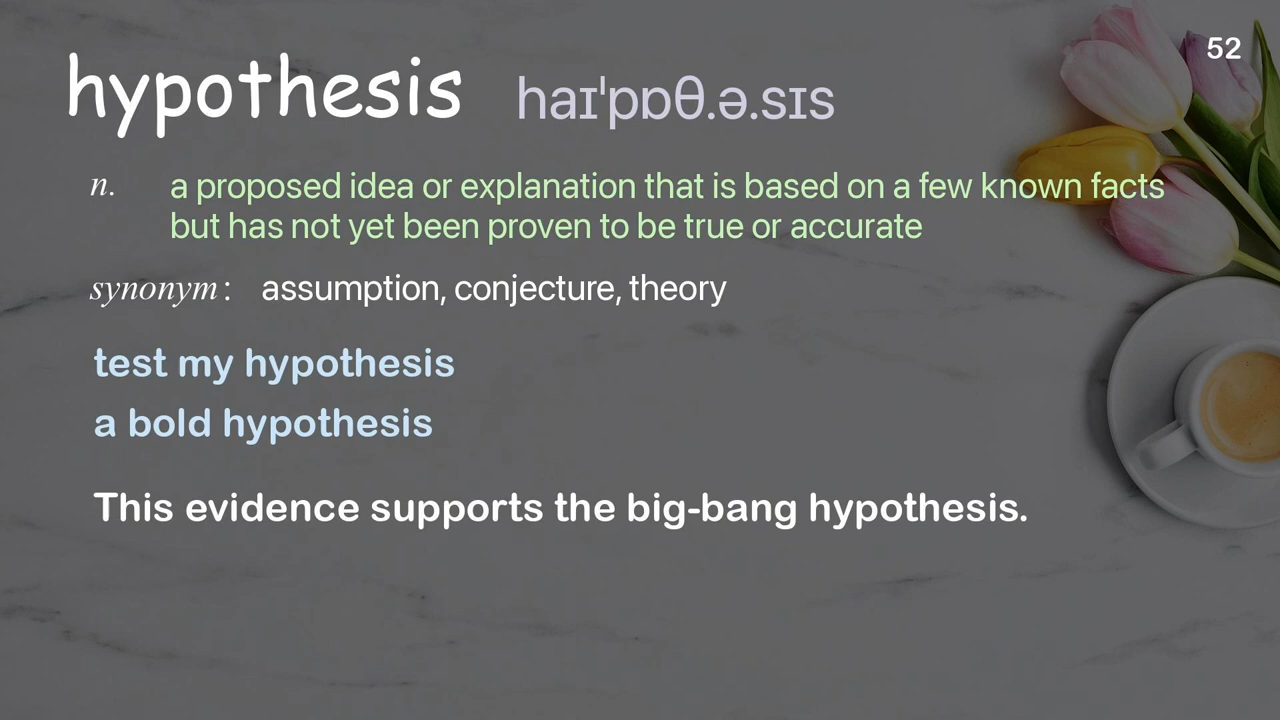 52
hypothesis haɪˈpɒθ.ə.sɪs
n. a proposed idea or explanation that is based on a few known facts
but has not yet been proven to be true or accurate
synonym: assumption, conjecture, theory
test my hypothesis
a bold hypothesis
This evidence supports the big-bang hypothesis.